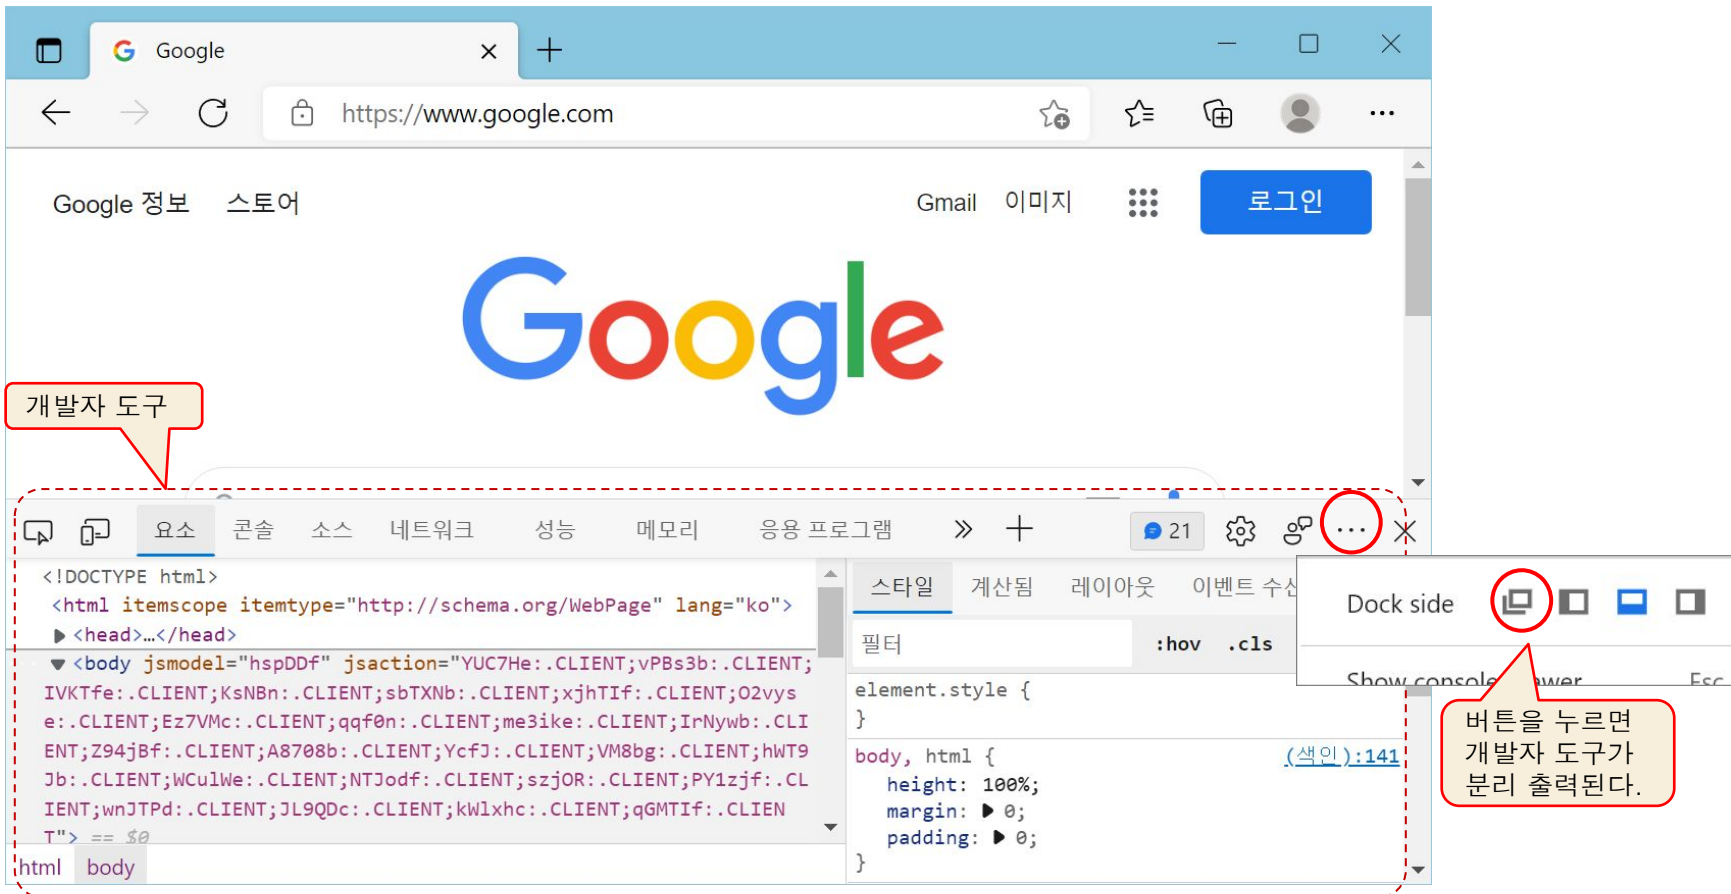 Google
https://www.google.com
Google 정보 스토어 Gmail 이미지 로그인
Google
개발자 도구
요소 콘솔 소스 네트워크 성능 메모리 응용 프로그램 21
<!DOCTYPE html>
<html itemscope itemtype="http://schema.org/WebPage" lang="ko">
<head>…</head>
<body jsmodel="hspDDf" jsaction="YUC7He:.CLIENT;vPBs3b:.CLIENT;
IVKTfe:.CLIENT;KsNBn:.CLIENT;sbTXNb:.CLIENT;xjhTIf:.CLIENT;O2vys
e:.CLIENT;Ez7VMc:.CLIENT;qqf0n:.CLIENT;me3ike:.CLIENT;IrNywb:.CLI
ENT;Z94jBf:.CLIENT;A8708b:.CLIENT;YcfJ:.CLIENT;VM8bg:.CLIENT;hWT9
Jb:.CLIENT;WCulWe:.CLIENT;NTJodf:.CLIENT;szjOR:.CLIENT;PY1zjf:.CL
IENT;wnJTPd:.CLIENT;JL9QDc:.CLIENT;kWlxhc:.CLIENT;qGMTIf:.CLIEN
T"> == $0
html body
스타일 계산됨 레이아웃 이벤트 수신
필터 :hov .cls
element.style {
}
body, html { (색인):141
height: 100%;
margin: 0;
padding: 0;
}
Dock side
Show console Esc
버튼을 누르면
개발자 도구가
분리 출력된다.